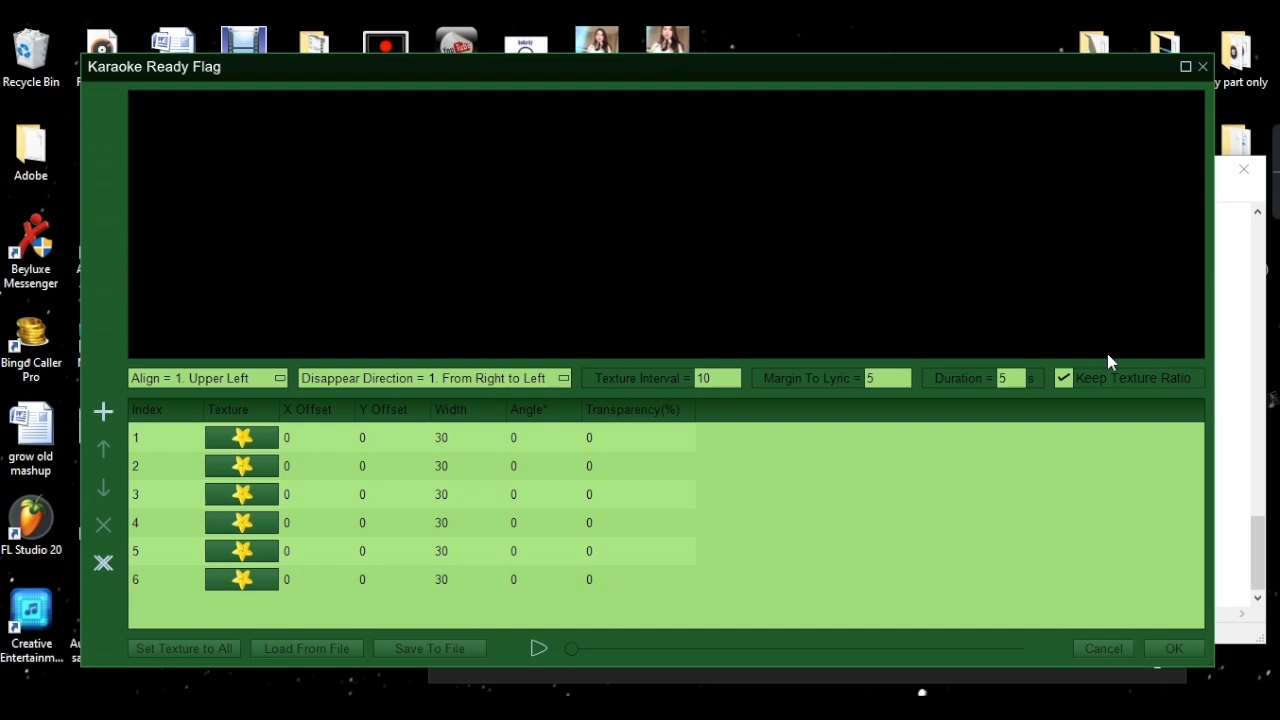 Karaoke Ready Flag
Recycle Bin
y part only
YouTube
Adobe
Beyluxe
Messenger
Bingo Caller
Pro
grow old
mashup
FL Studio 20
Creative
Entertainm...
Align = 1. Upper Left
Disappear Direction = 1. From Right to Left
Texture Interval = 10
Margin To Lyric = 5
Duration = 5 s
Keep Texture Ratio
Index Texture X Offset Y Offset Width Angle° Transparency(%)
1 0 0 30 0 0
2 0 0 30 0 0
3 0 0 30 0 0
4 0 0 30 0 0
5 0 0 30 0 0
6 0 0 30 0 0
Set Texture to All
Load From File
Save To File
Cancel
OK